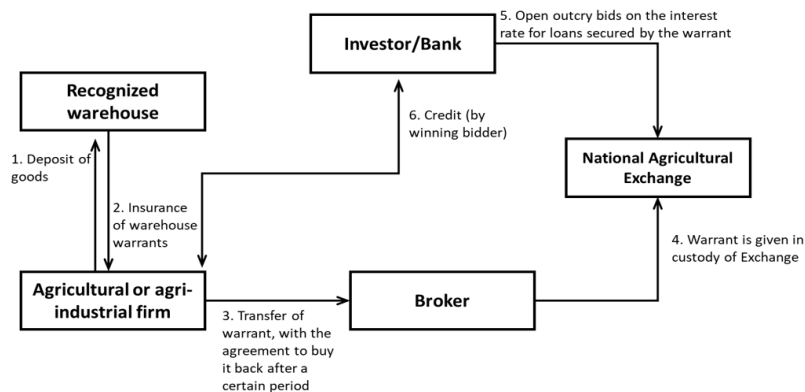 5. Open outcry bids on the interest
rate for loans secured by the warrant
Investor/Bank
Recognized
warehouse
6. Credit (by
winning bidder)
1. Deposit of
goods
National Agricultural
Exchange
2. Insurance
of warehouse
warrants
4. Warrant is given in
custody of Exchange
Agricultural or agri-
industrial firm
Broker
3. Transfer of
warrant, with the
agreement to buy
it back after a
certain period